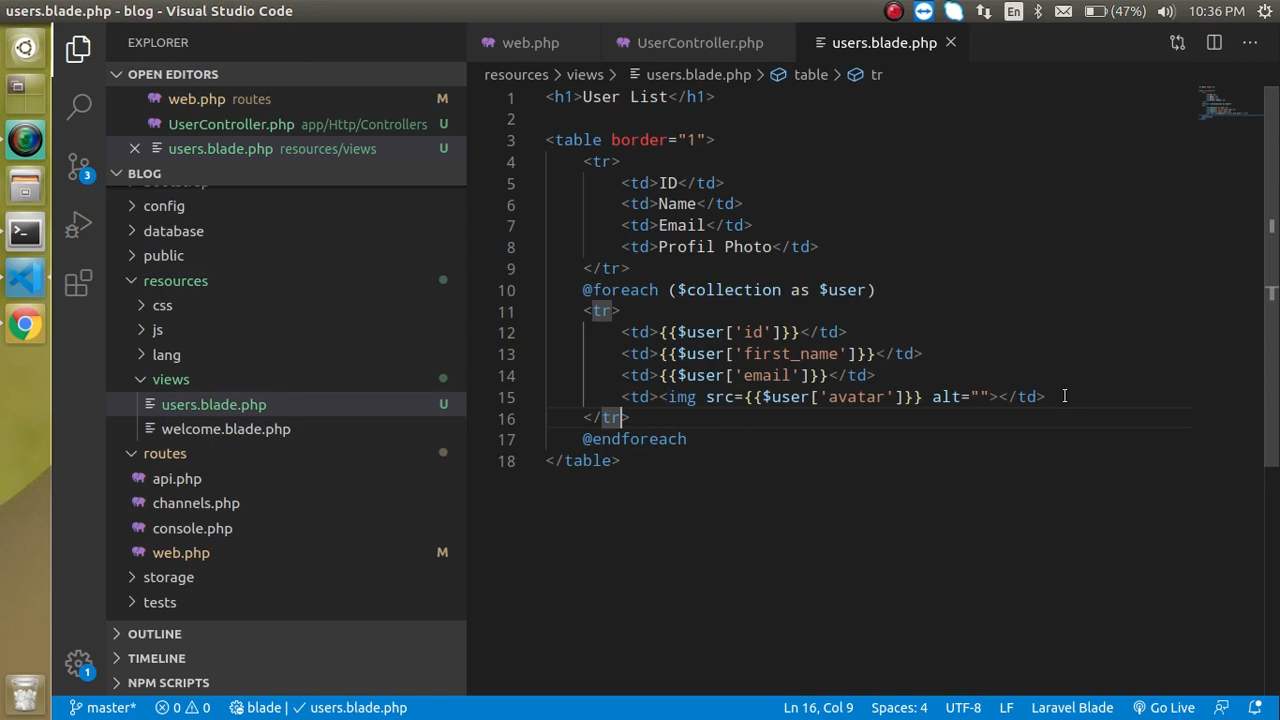 users.blade.php - blog - Visual Studio Code
En
(47%)
10:36 PM
EXPLORER
web.php
UserController.php
users.blade.php
OPEN EDITORS
resources > views > users.blade.php > table > tr
web.php routes M
UserController.php app/Http/Controllers U
users.blade.php resources/views U
BLOG
config
database
public
resources
css
js
lang
views
users.blade.php U
welcome.blade.php
routes
api.php
channels.php
console.php
web.php M
storage
tests
OUTLINE
TIMELINE
NPM SCRIPTS
3
1
1 <h1>User List</h1>
2
3 <table border="1">
4 <tr>
5 <td>ID</td>
6 <td>Name</td>
7 <td>Email</td>
8 <td>Profil Photo</td>
9 </tr>
10 @foreach ($collection as $user)
11 <tr>
12 <td>{{$user['id']}}</td>
13 <td>{{$user['first_name']}}</td>
14 <td>{{$user['email']}}</td>
15 <td><img src={{$user['avatar']}} alt=""></td>
16 </tr>
17 @endforeach
18 </table>
master* 0 0 blade | ✓ users.blade.php Ln 16, Col 9 Spaces: 4 UTF-8 LF Laravel Blade Go Live